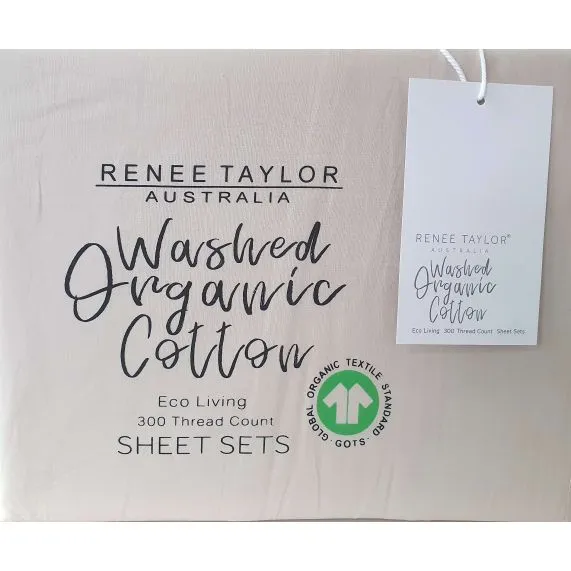 RENEE TAYLOR
AUSTRALIA
Washed
Organic
Cotton
Eco Living
300 Thread Count
SHEET SETS
GLOBAL ORGANIC TEXTILE STANDARD
· GOTS ·
RENEE TAYLOR®
AUSTRALIA
Washed
Organic
Cotton
Eco Living 300 Thread Count Sheet Sets